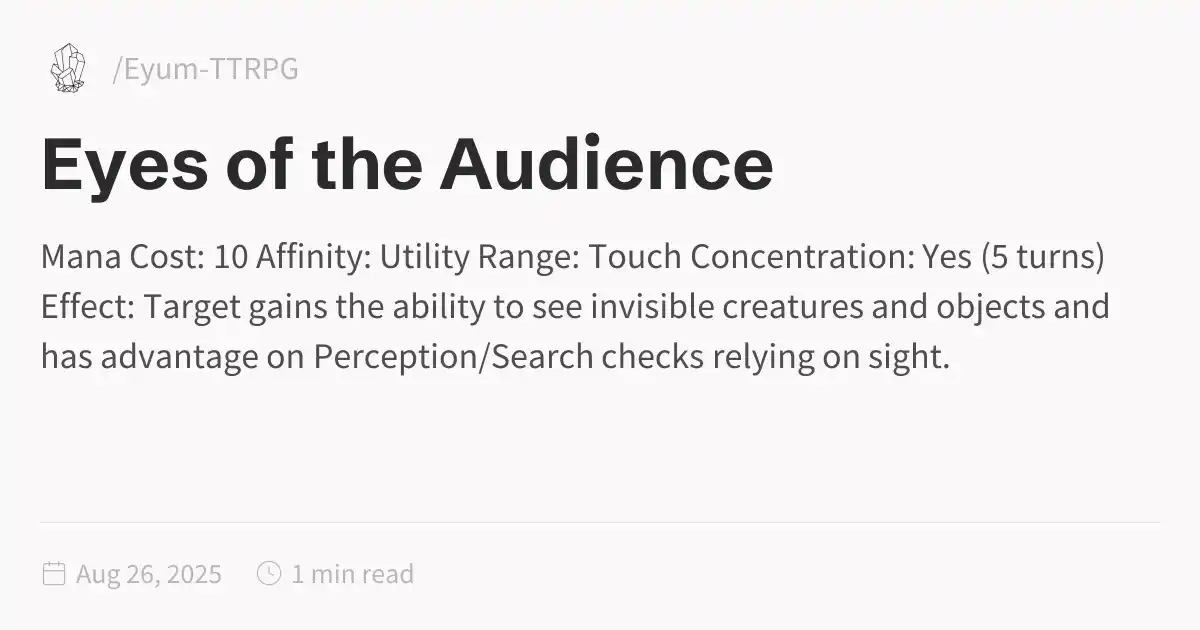 /Eyum-TTRPG
Eyes of the Audience
Mana Cost: 10 Affinity: Utility Range: Touch Concentration: Yes (5 turns)
Effect: Target gains the ability to see invisible creatures and objects and
has advantage on Perception/Search checks relying on sight.
Aug 26, 2025 1 min read